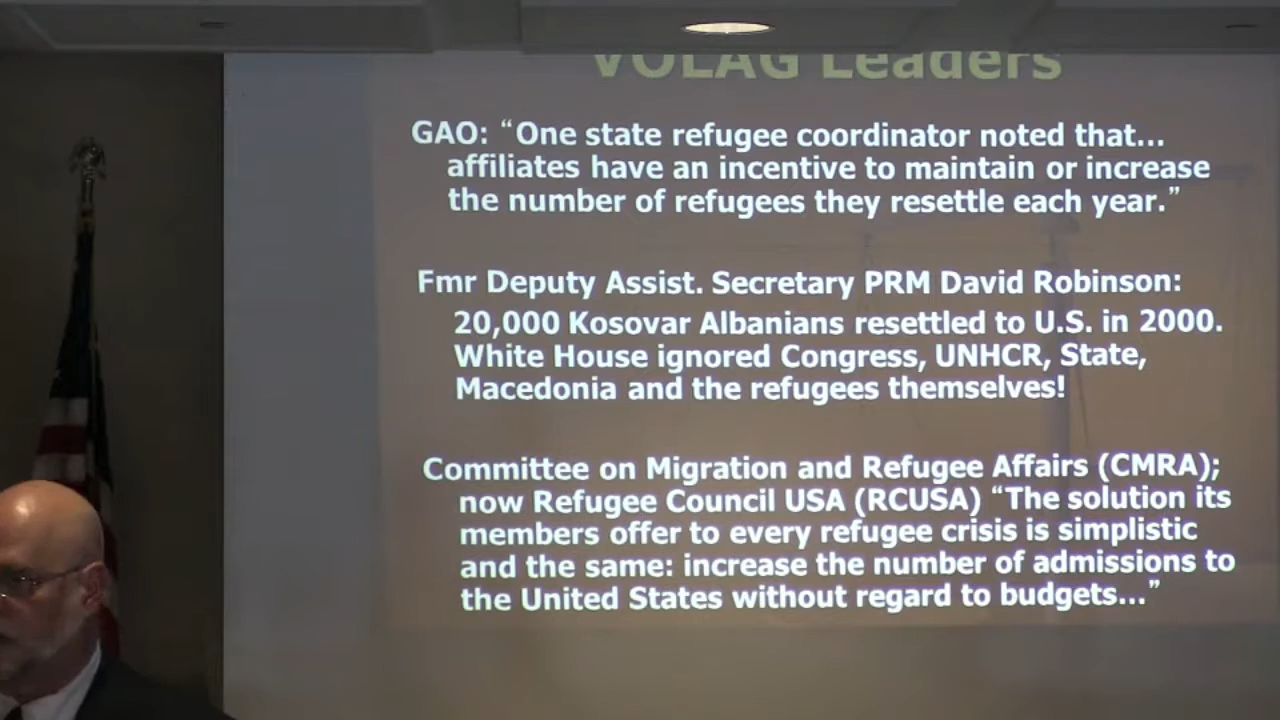 VOLAG Leaders
GAO: “One state refugee coordinator noted that...
affiliates have an incentive to maintain or increase
the number of refugees they resettle each year.”
Fmr Deputy Assist. Secretary PRM David Robinson:
20,000 Kosovar Albanians resettled to U.S. in 2000.
White House ignored Congress, UNHCR, State,
Macedonia and the refugees themselves!
Committee on Migration and Refugee Affairs (CMRA);
now Refugee Council USA (RCUSA) “The solution its
members offer to every refugee crisis is simplistic
and the same: increase the number of admissions to
the United States without regard to budgets...”